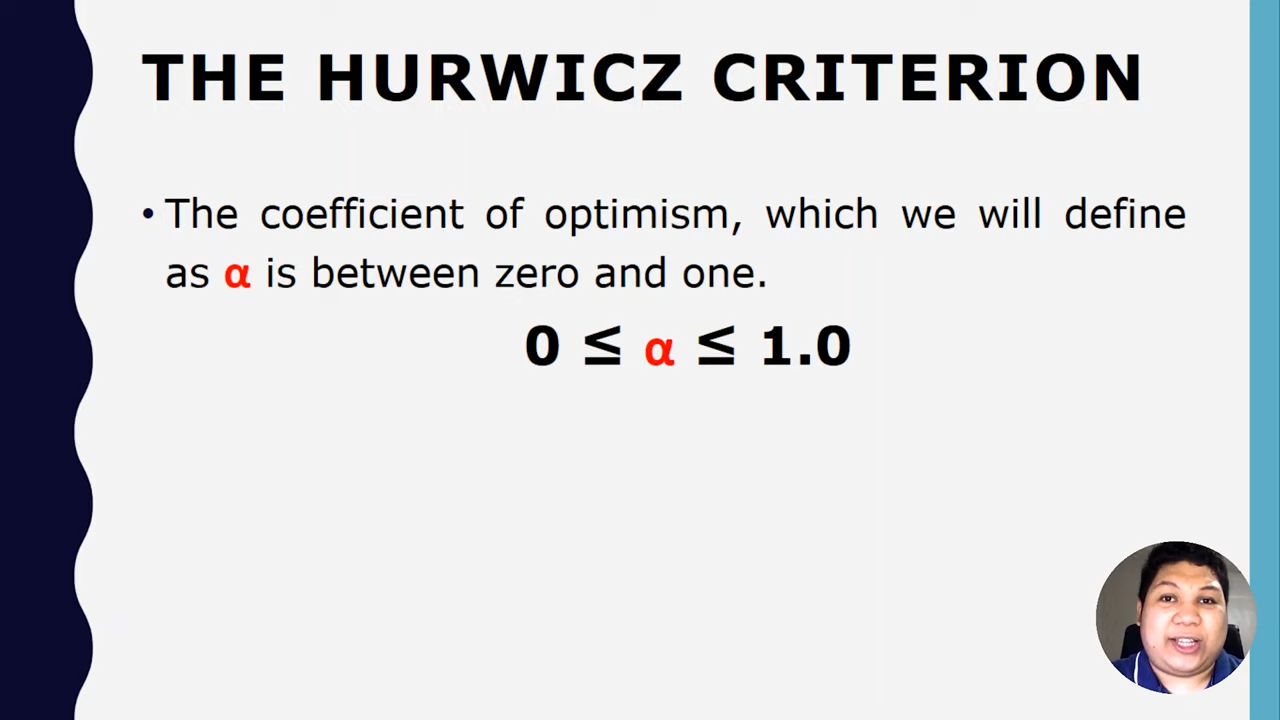 THE HURWICZ CRITERION
• The coefficient of optimism, which we will define
as α is between zero and one.
0 ≤ α ≤ 1.0